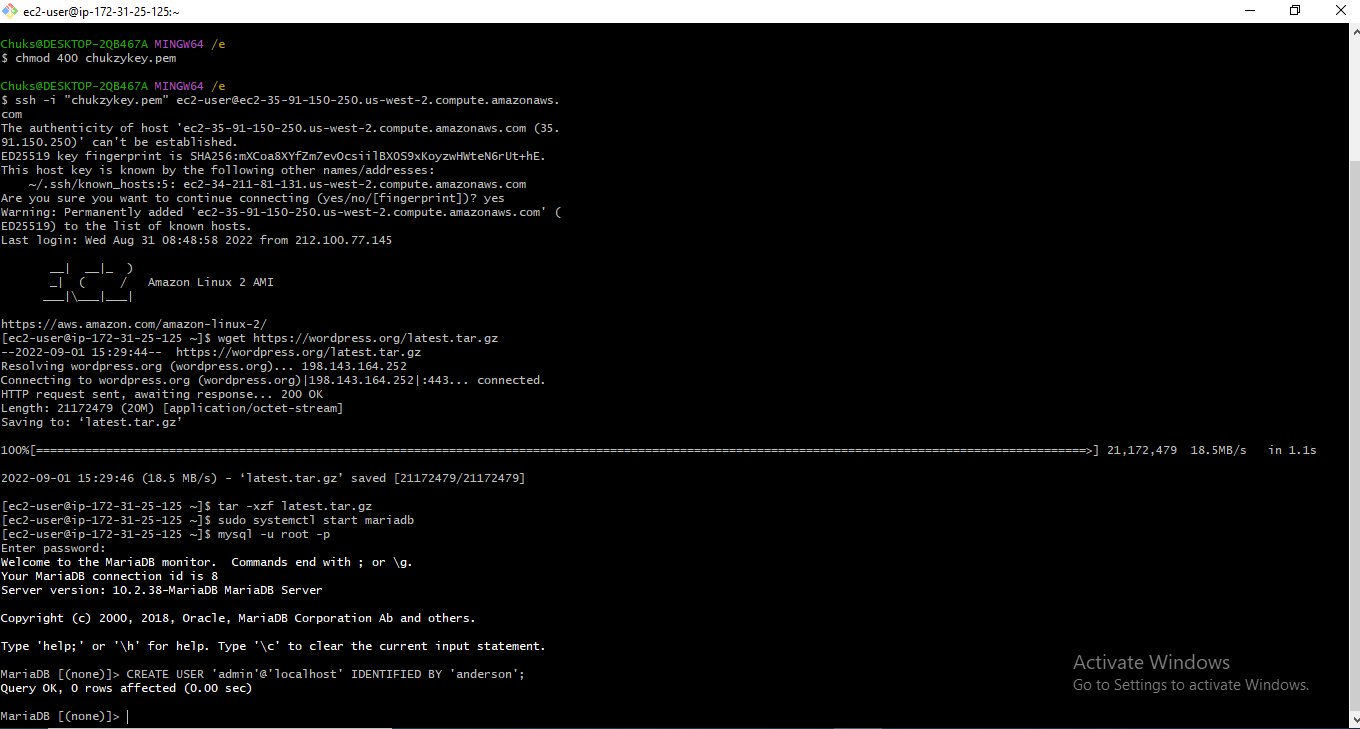 ec2-user@ip-172-31-25-125:~
Chuks@DESKTOP-2QB467A MINGW64 /e
$ chmod 400 chukzykey.pem
Chuks@DESKTOP-2QB467A MINGW64 /e
$ ssh -i "chukzykey.pem" ec2-user@ec2-35-91-150-250.us-west-2.compute.amazonaws.
com
The authenticity of host 'ec2-35-91-150-250.us-west-2.compute.amazonaws.com (35.
91.150.250)' can't be established.
ED25519 key fingerprint is SHA256:mXCoa8XYfZm7evOcsiilBXOS9xKoyzwHWteN6rUt+hE.
This host key is known by the following other names/addresses:
    ~/.ssh/known_hosts:5: ec2-34-211-81-131.us-west-2.compute.amazonaws.com
Are you sure you want to continue connecting (yes/no/[fingerprint])? yes
Warning: Permanently added 'ec2-35-91-150-250.us-west-2.compute.amazonaws.com' (
ED25519) to the list of known hosts.
Last login: Wed Aug 31 08:48:58 2022 from 212.100.77.145
       __|  __|_  )
       _|  (     /   Amazon Linux 2 AMI
      ___|\___|___|
https://aws.amazon.com/amazon-linux-2/
[ec2-user@ip-172-31-25-125 ~]$ wget https://wordpress.org/latest.tar.gz
--2022-09-01 15:29:44--  https://wordpress.org/latest.tar.gz
Resolving wordpress.org (wordpress.org)... 198.143.164.252
Connecting to wordpress.org (wordpress.org)|198.143.164.252|:443... connected.
HTTP request sent, awaiting response... 200 OK
Length: 21172479 (20M) [application/octet-stream]
Saving to: ‘latest.tar.gz’
100%[======================================>] 21,172,479  18.5MB/s   in 1.1s
2022-09-01 15:29:46 (18.5 MB/s) - ‘latest.tar.gz’ saved [21172479/21172479]
[ec2-user@ip-172-31-25-125 ~]$ tar -xzf latest.tar.gz
[ec2-user@ip-172-31-25-125 ~]$ sudo systemctl start mariadb
[ec2-user@ip-172-31-25-125 ~]$ mysql -u root -p
Enter password:
Welcome to the MariaDB monitor.  Commands end with ; or \g.
Your MariaDB connection id is 8
Server version: 10.2.38-MariaDB MariaDB Server
Copyright (c) 2000, 2018, Oracle, MariaDB Corporation Ab and others.
Type 'help;' or '\h' for help. Type '\c' to clear the current input statement.
MariaDB [(none)]> CREATE USER 'admin'@'localhost' IDENTIFIED BY 'anderson';
Query OK, 0 rows affected (0.00 sec)
MariaDB [(none)]>
Activate Windows
Go to Settings to activate Windows.